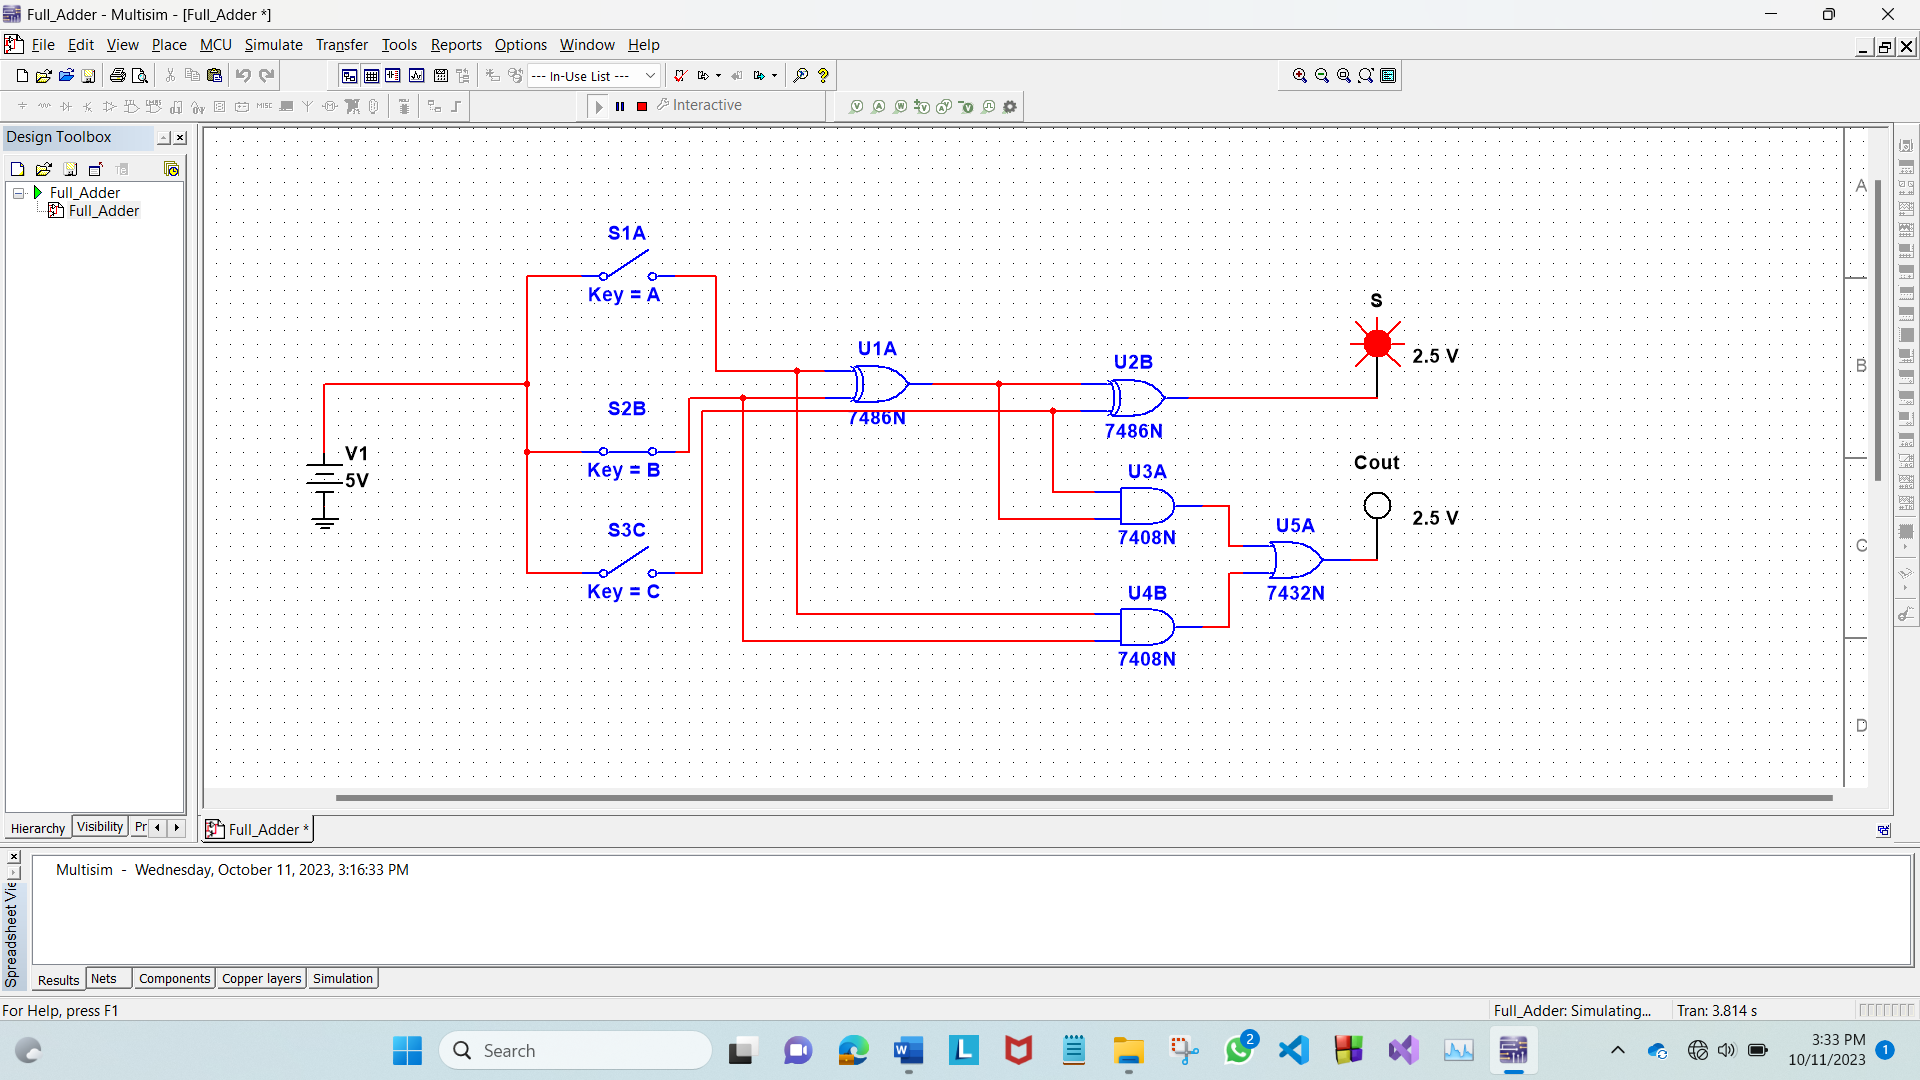 Full_Adder - Multisim - [Full_Adder *]
File Edit View Place MCU Simulate Transfer Tools Reports Options Window Help
--- In-Use List ---
MISC
Interactive
Design Toolbox
Full_Adder
Full_Adder
Hierarchy Visibility Pr
S1A
Key = A
S2B
Key = B
S3C
Key = C
V1
5V
U1A
7486N
U2B
7486N
U3A
7408N
U4B
7408N
U5A
7432N
S
2.5 V
Cout
2.5 V
A
B
C
D
Full_Adder *
Spreadsheet Vie
Multisim - Wednesday, October 11, 2023, 3:16:33 PM
Results Nets Components Copper layers Simulation
For Help, press F1
Full_Adder: Simulating... Tran: 3.814 s
Search
2
3:33 PM
10/11/2023
1